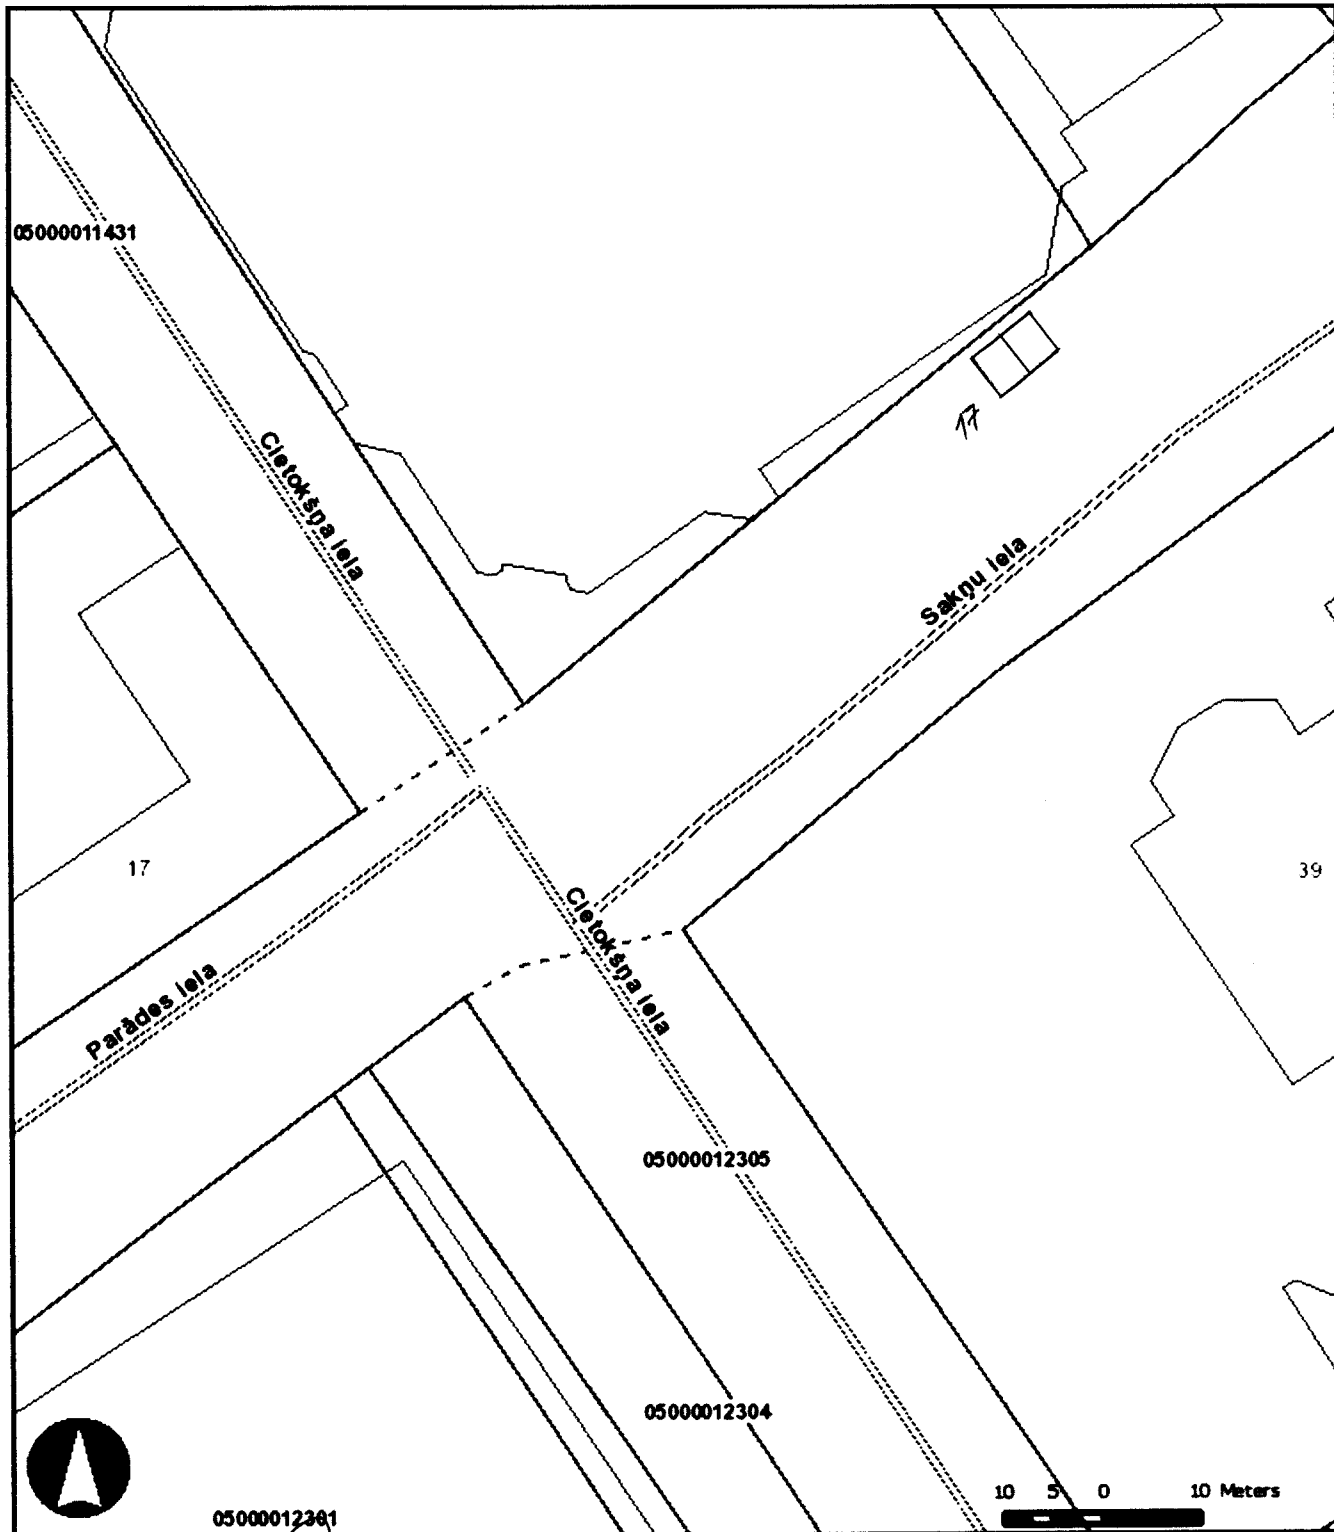 05000011431
17
Cietokšņa iela
Sakņu iela
17
39
Cietokšņa iela
Parādes iela
05000012305
05000012304
10 5 0 10 Meters
05000012301